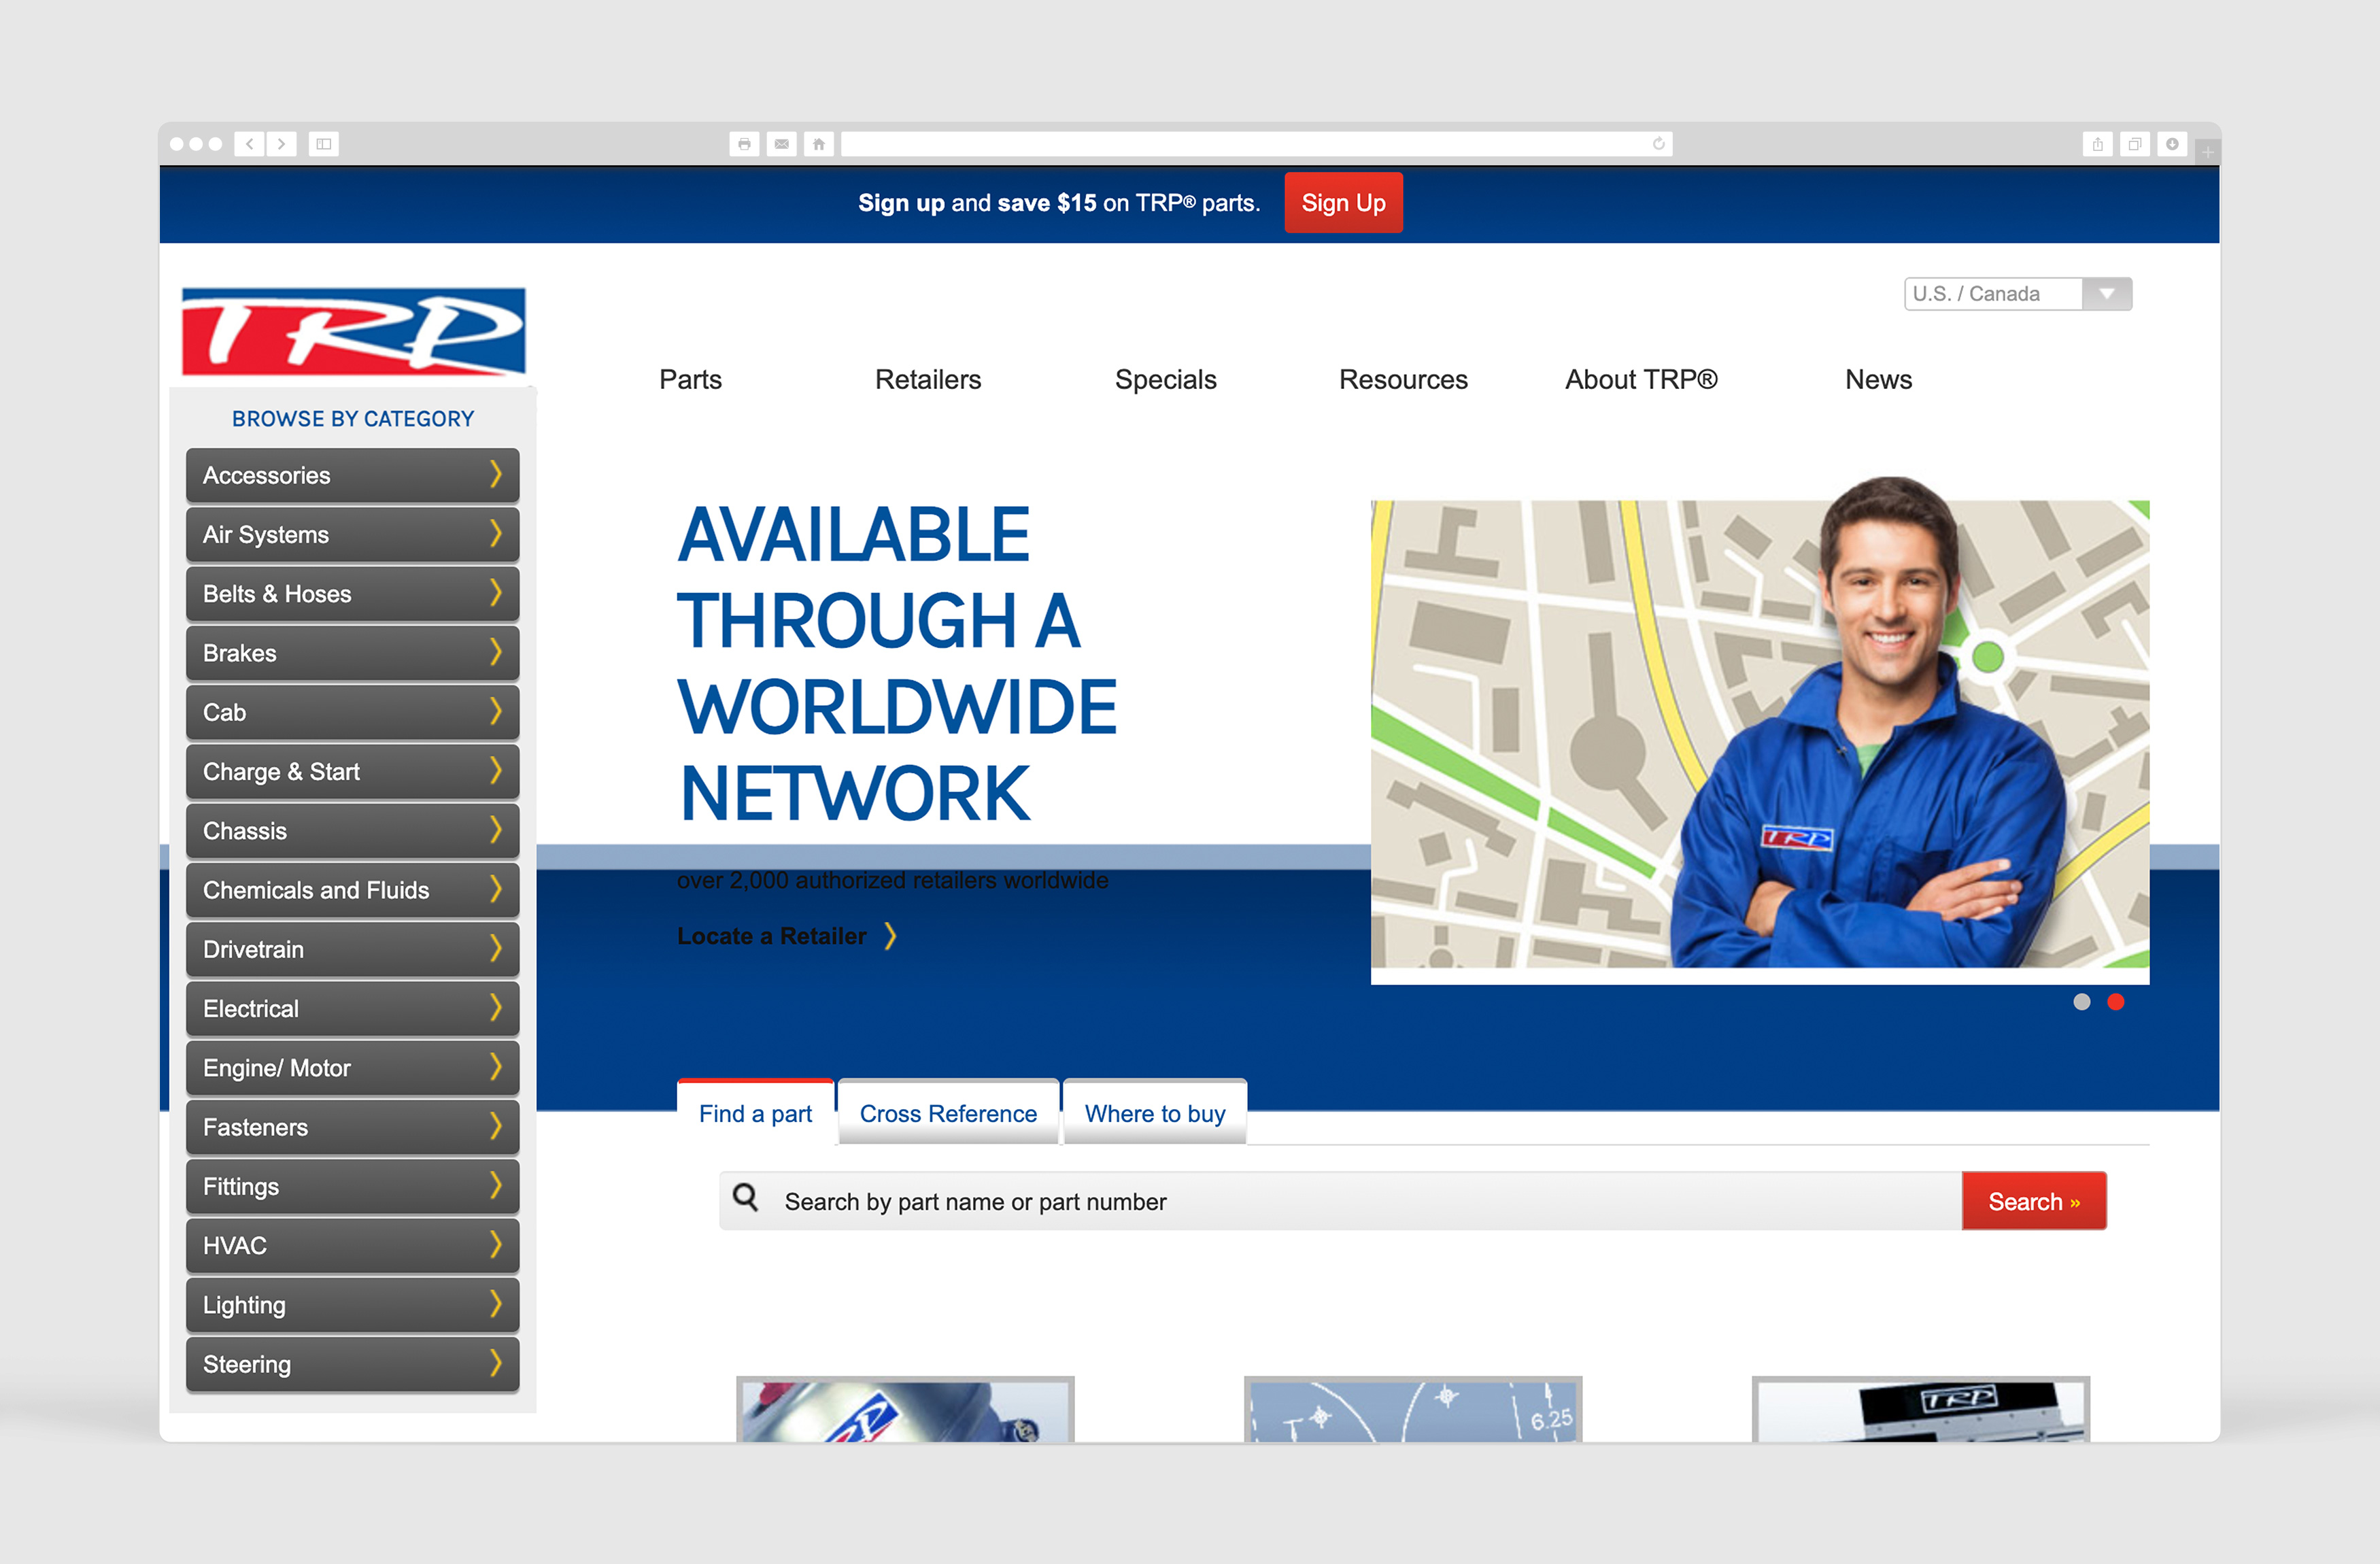 Sign up and save $15 on TRP® parts.
Sign Up
TRP
U.S. / Canada
Parts
Retailers
Specials
Resources
About TRP®
News
BROWSE BY CATEGORY
Accessories
Air Systems
Belts & Hoses
Brakes
Cab
Charge & Start
Chassis
Chemicals and Fluids
Drivetrain
Electrical
Engine/ Motor
Fasteners
Fittings
HVAC
Lighting
Steering
AVAILABLE
THROUGH A
WORLDWIDE
NETWORK
over 2,000 authorized retailers worldwide
Locate a Retailer
TRP
Find a part
Cross Reference
Where to buy
Search by part name or part number
Search »
TRP
6.25
TRP